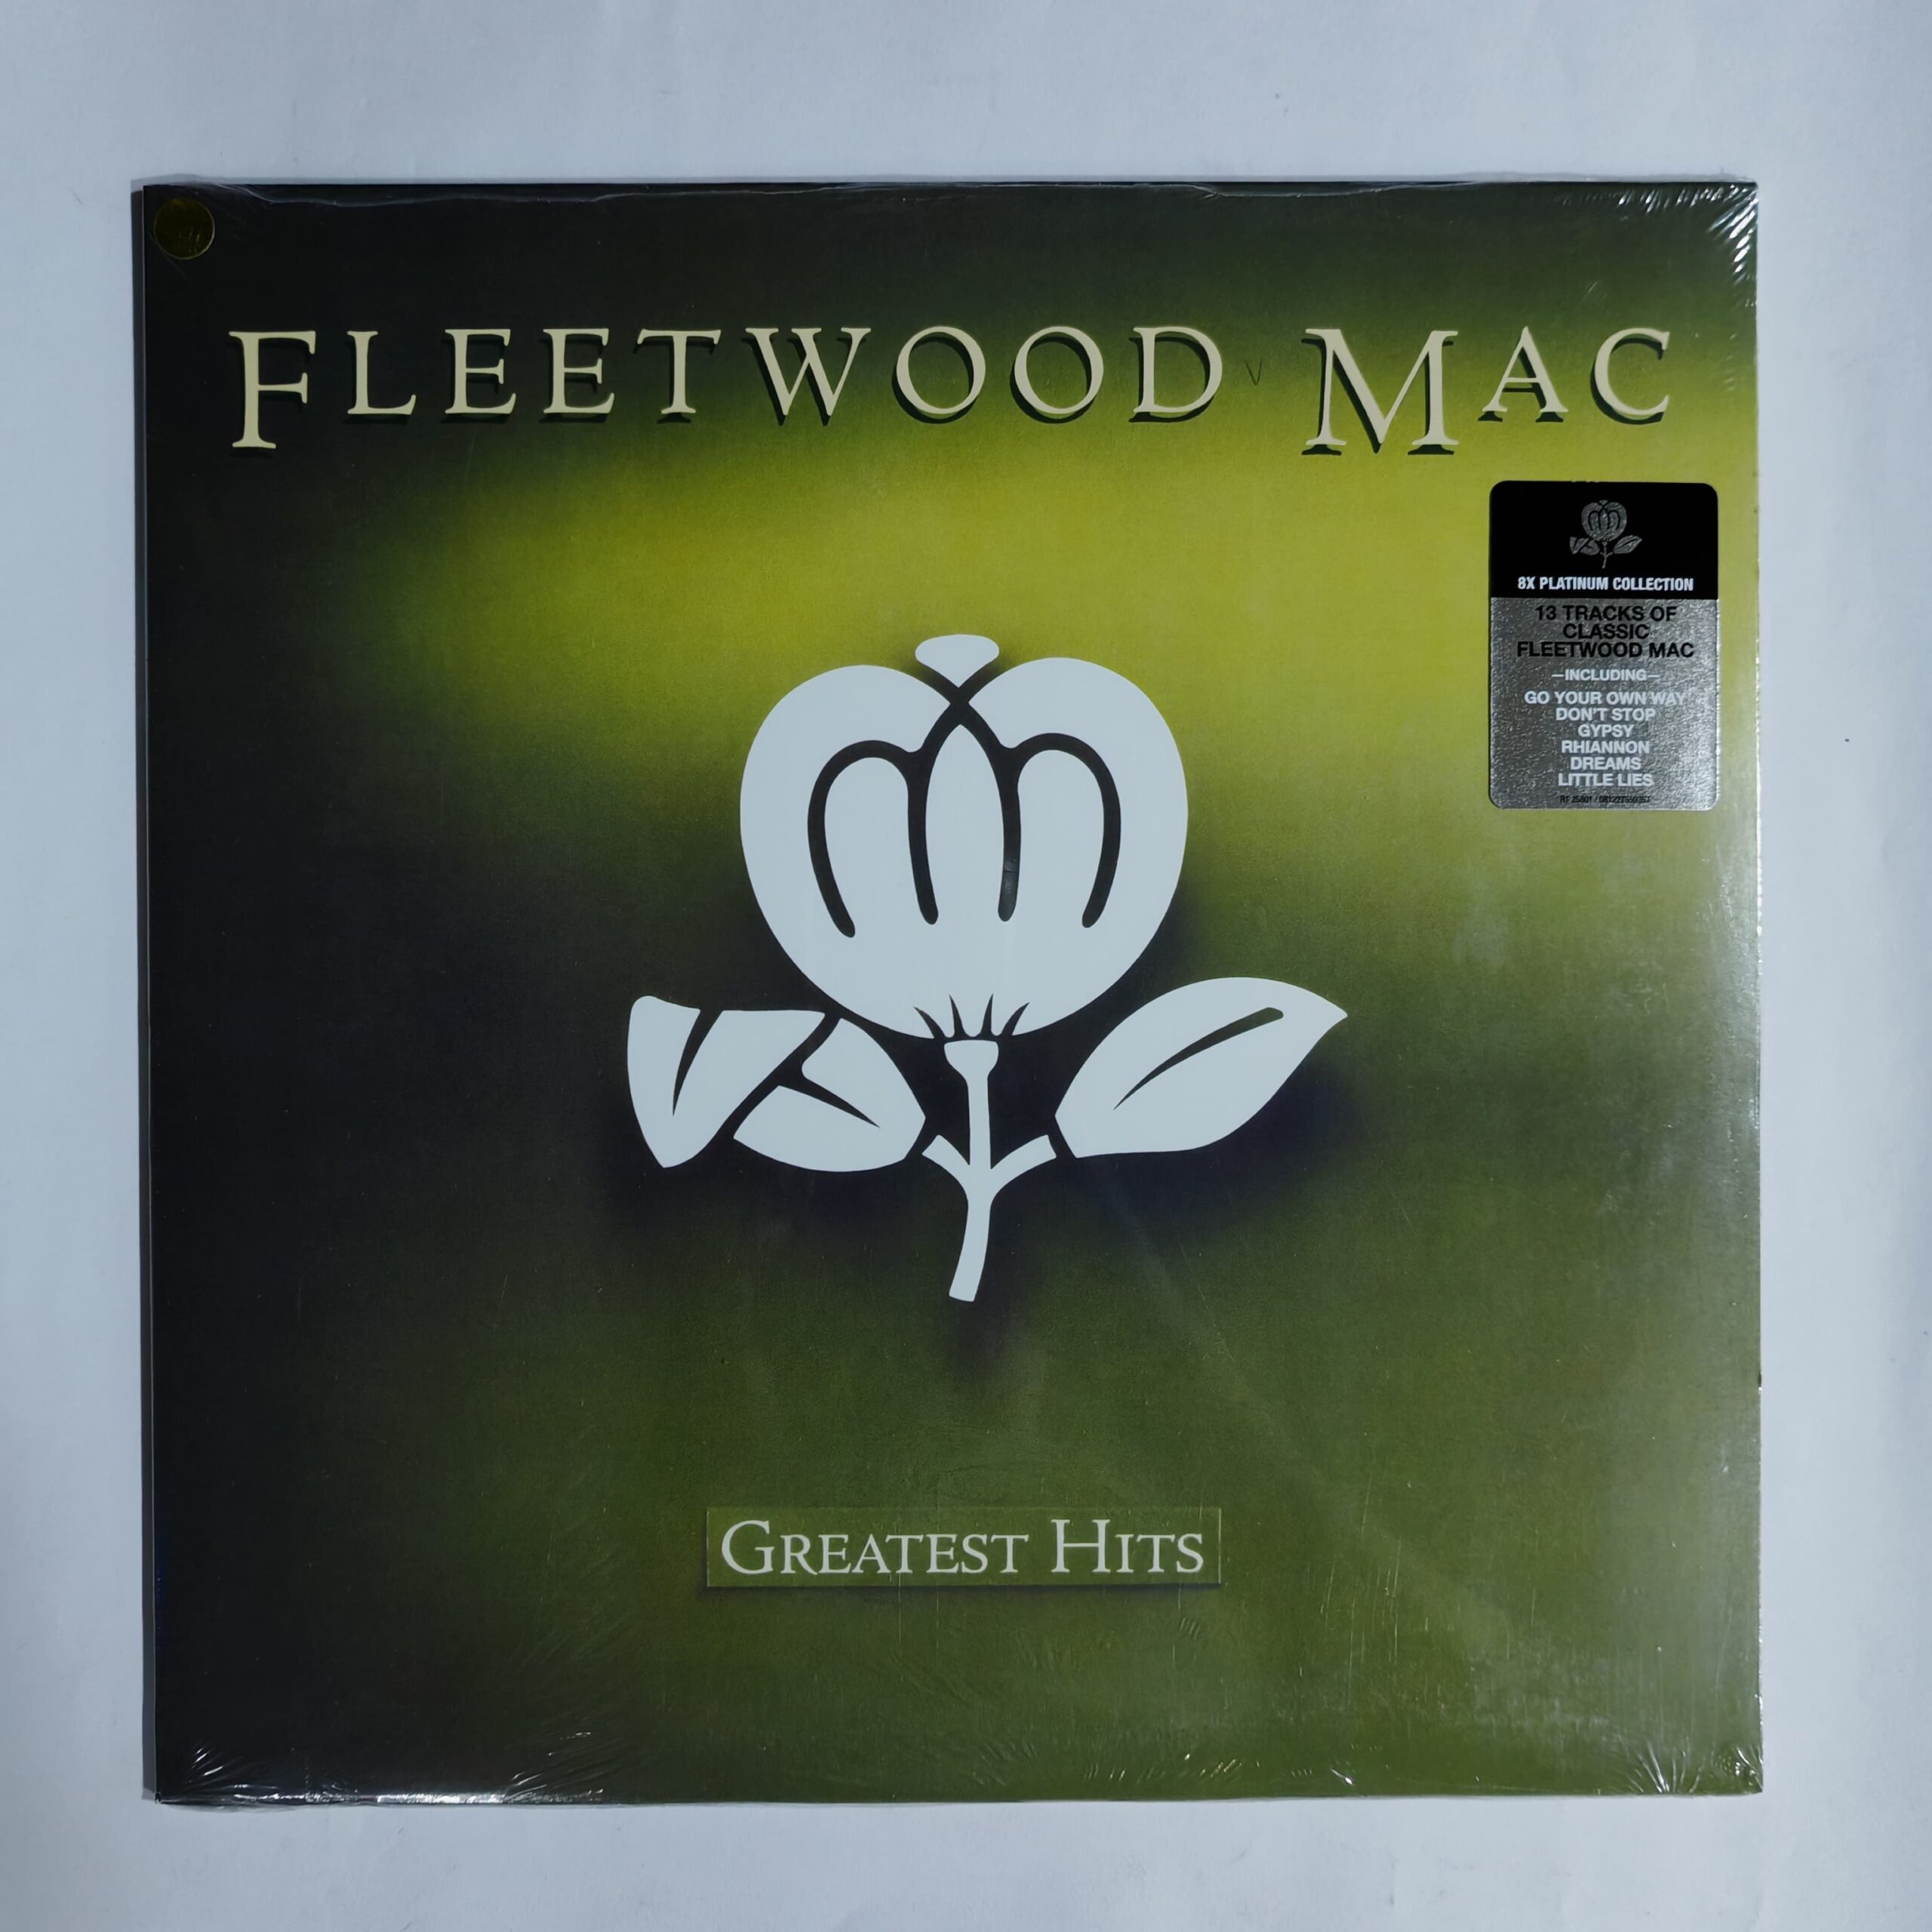 FLEETWOOD MAC
8X PLATINUM COLLECTION
13 TRACKS OF
CLASSIC
FLEETWOOD MAC
—INCLUDING—
GO YOUR OWN WAY
DON'T STOP
GYPSY
RHIANNON
DREAMS
LITTLE LIES
GREATEST HITS